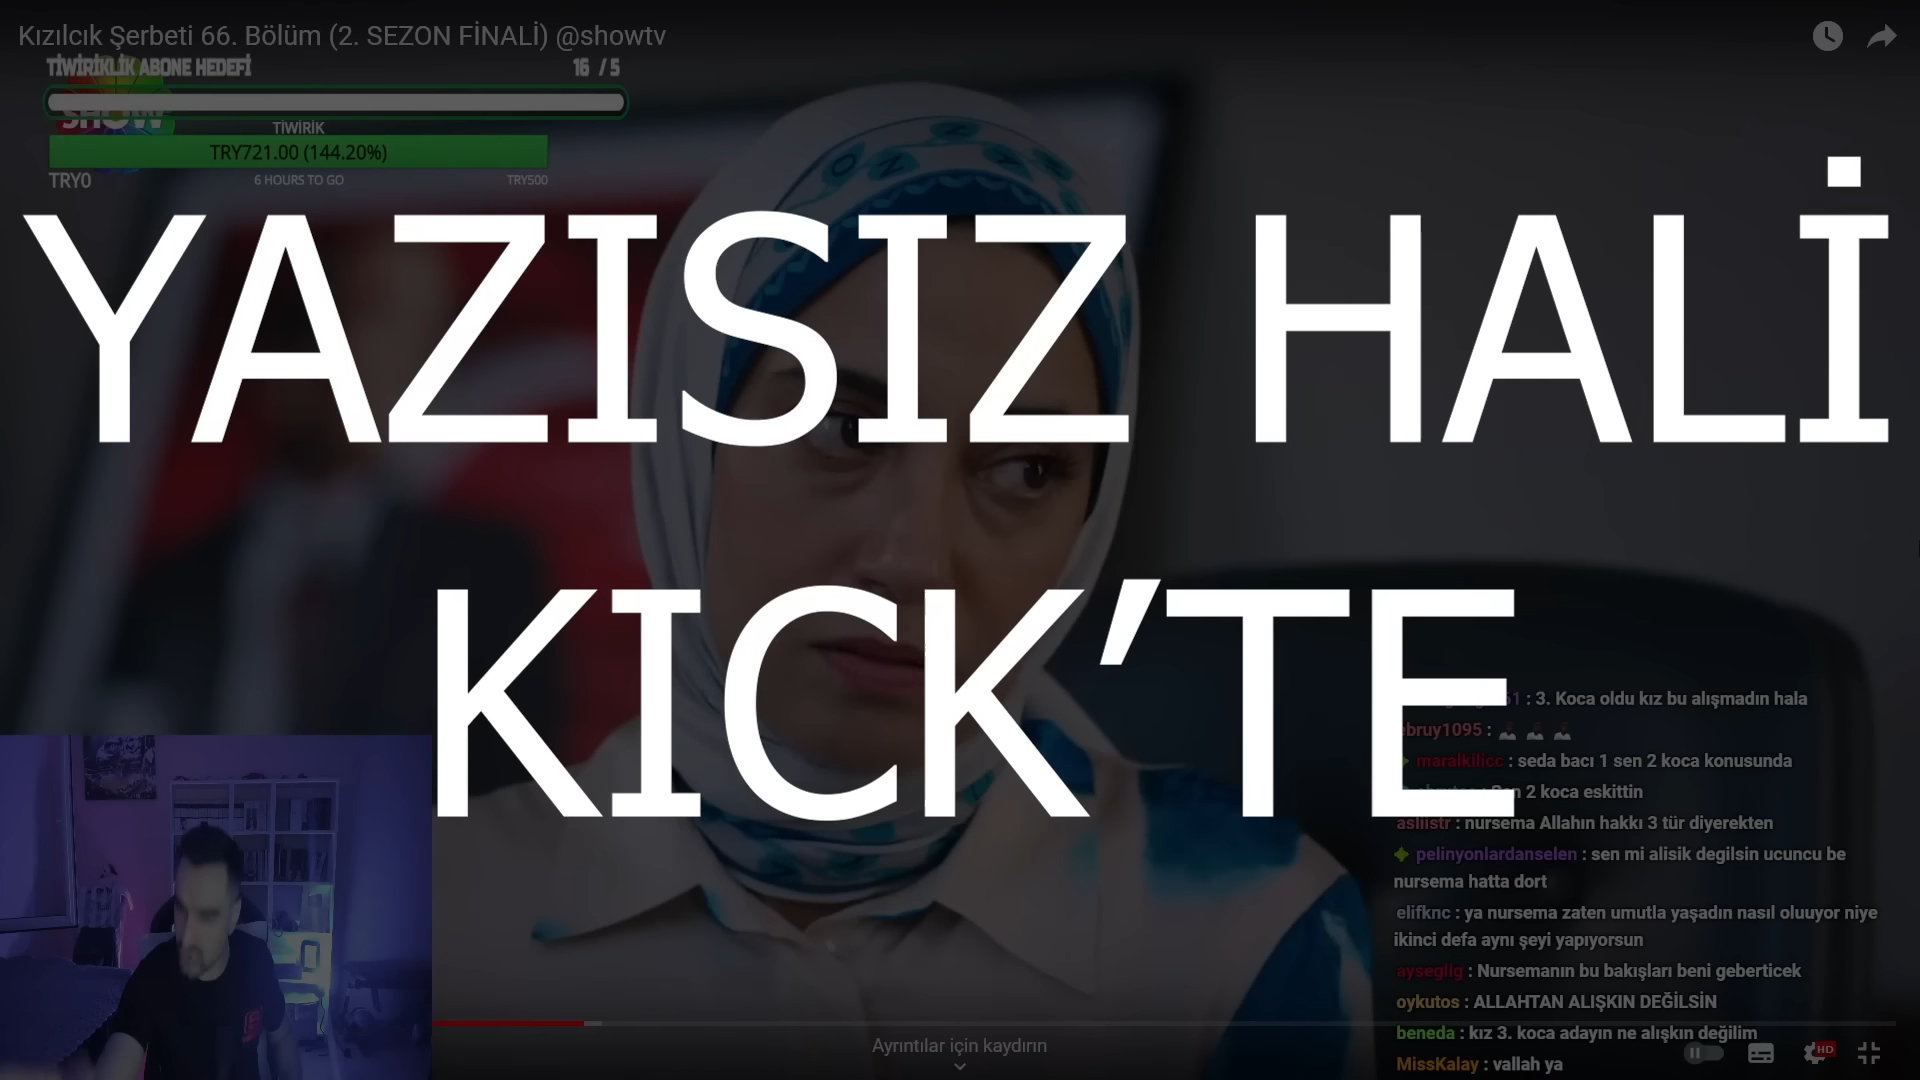 Kızılcık Şerbeti 66. Bölüm (2. SEZON FİNALİ) @showtv
TİWİRİKLİK ABONE HEDEFİ 16 / 5
SHOW
TİWİRİK
TRY721.00 (144.20%)
TRY0 6 HOURS TO GO TRY500
YAZISIZ HALİ
KICK’TE
: 3. Koca oldu kız bu alışmadın hala
ebruy1095 :
maralkilicc : seda bacı 1 sen 2 koca konusunda
: Sen 2 koca eskittin
asliistr : nursema Allahın hakkı 3 tür diyerekten
pelinyonlardanselen : sen mi alisik degilsin ucuncu be
nursema hatta dort
elifknc : ya nursema zaten umutla yaşadın nasıl oluuyor niye
ikinci defa aynı şeyi yapıyorsun
aysegllg : Nursemanın bu bakışları beni geberticek
oykutos : ALLAHTAN ALIŞKIN DEĞİLSİN
beneda : kız 3. koca adayın ne alışkın değilim
MissKalay : vallah ya
Ayrıntılar için kaydırın
HD